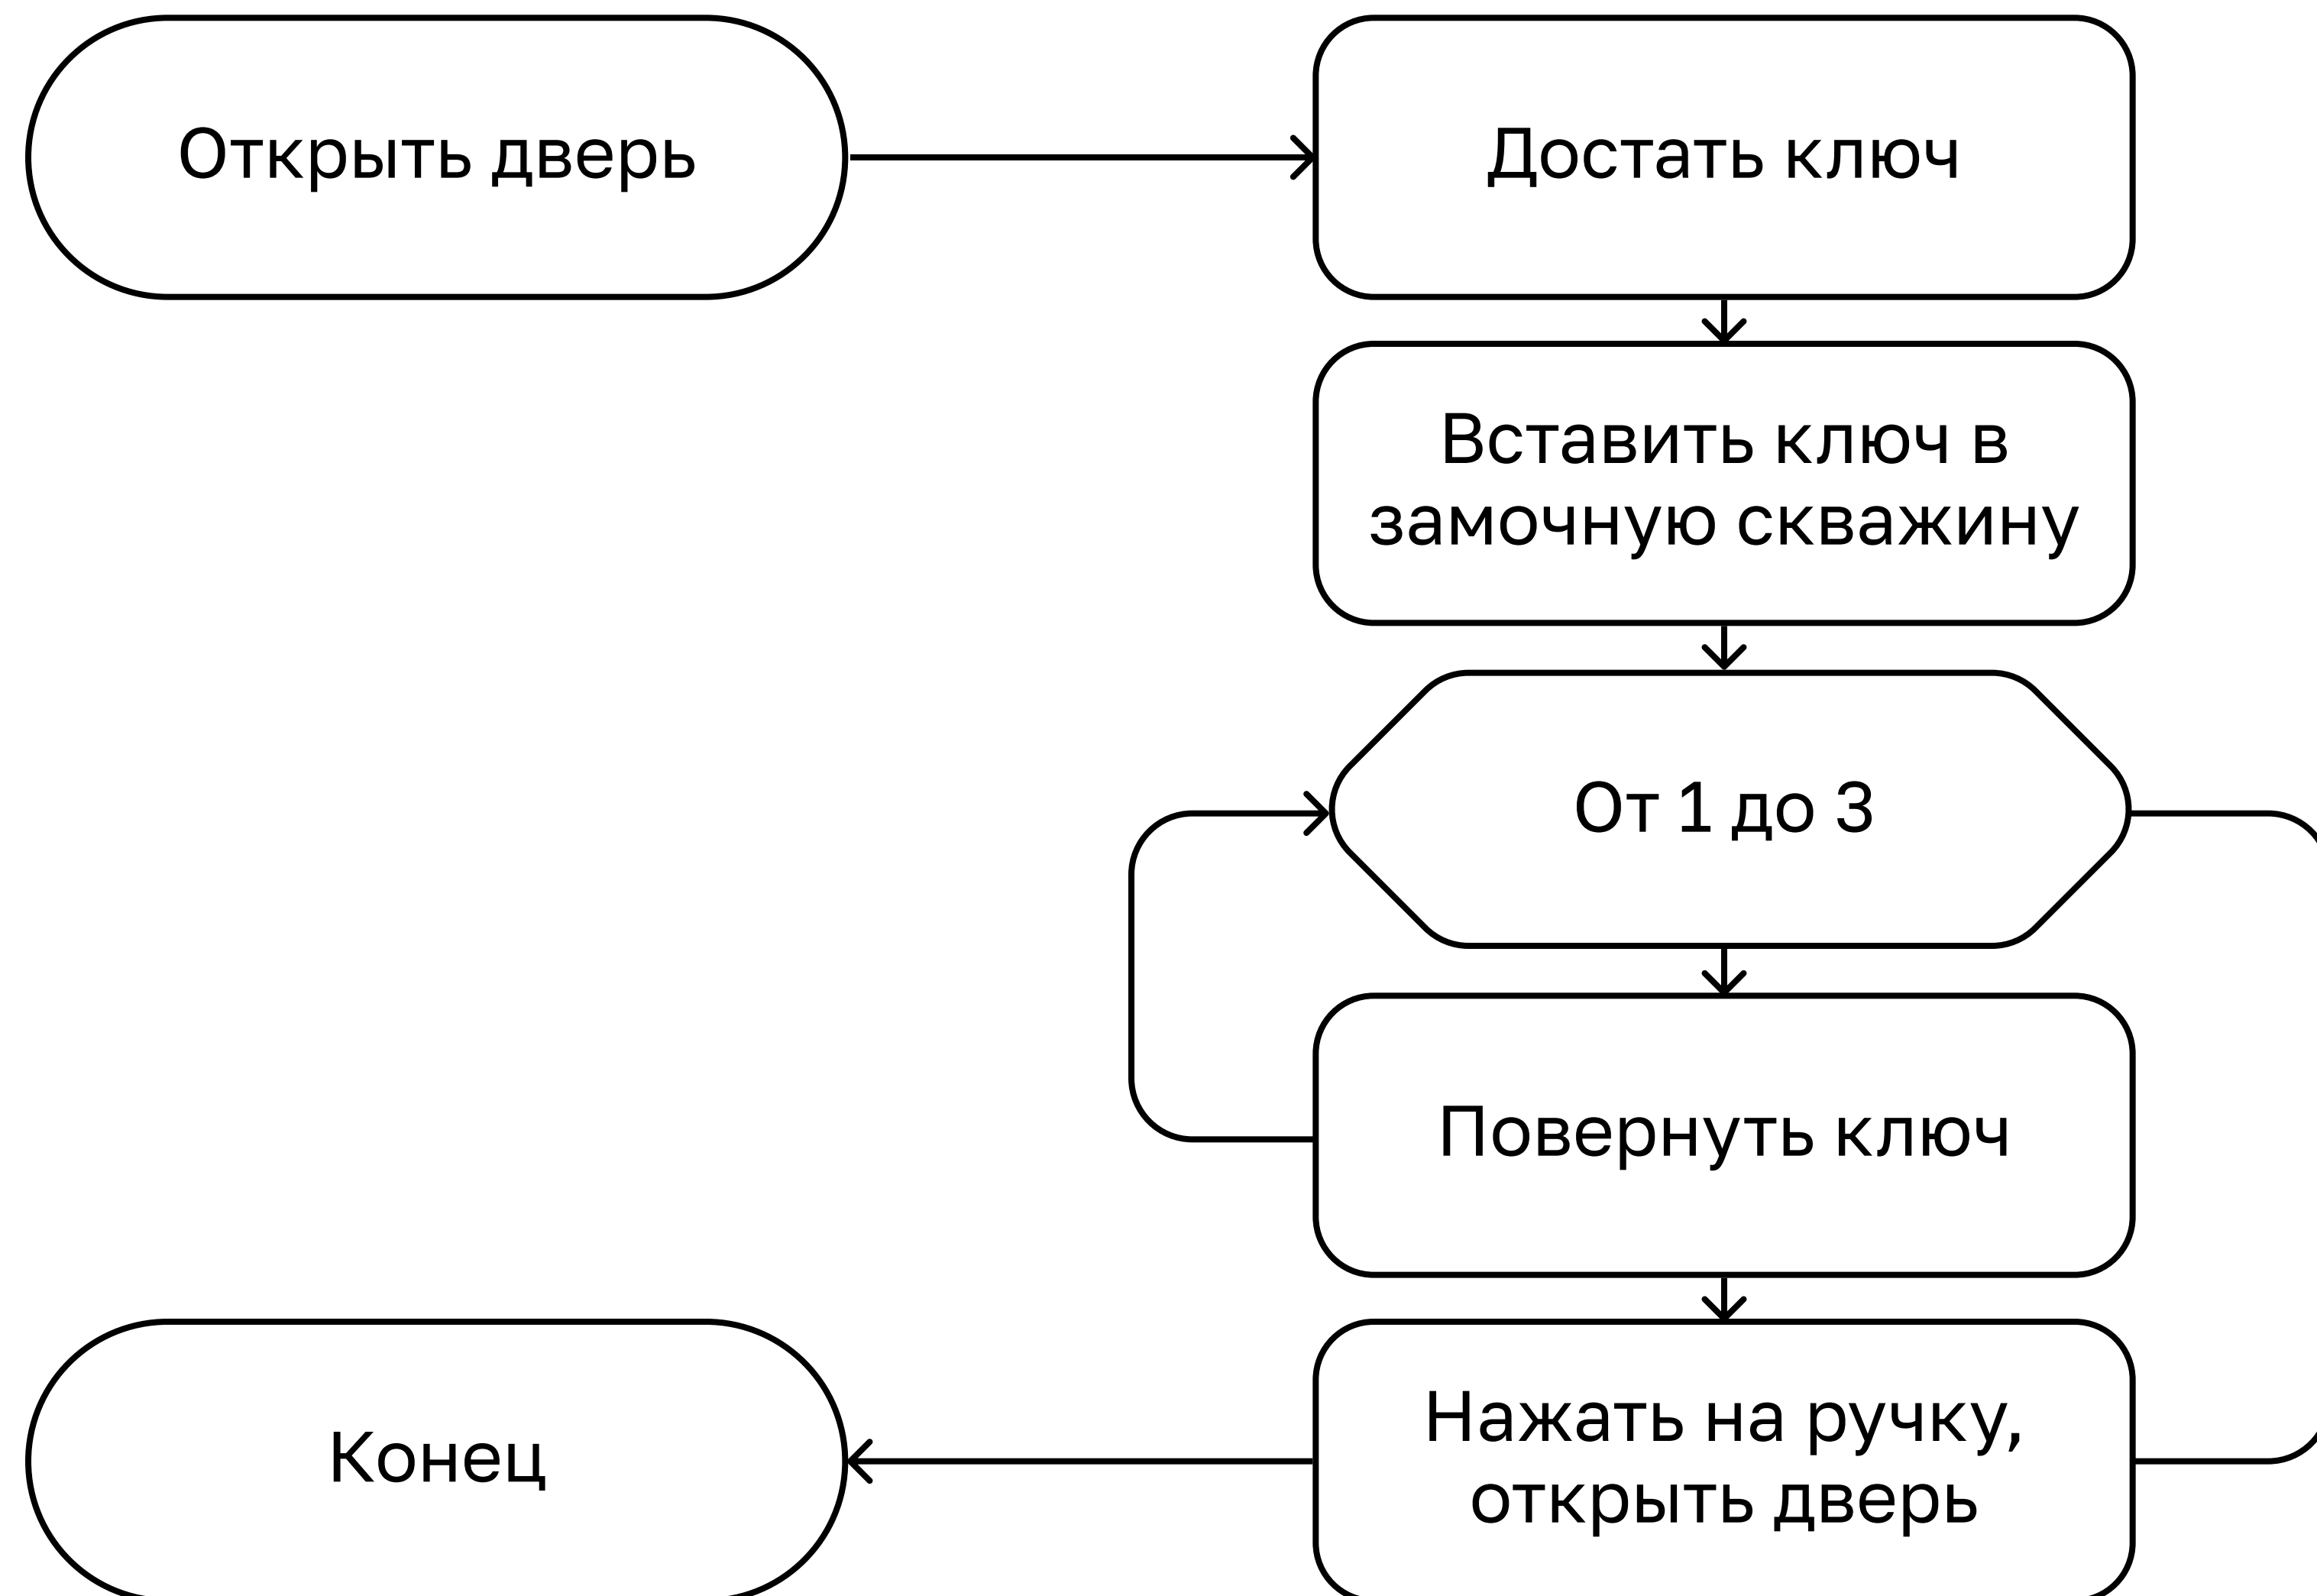 Открыть дверь
Достать ключ
Вставить ключ в
замочную скважину
От 1 до 3
Повернуть ключ
Нажать на ручку,
открыть дверь
Конец